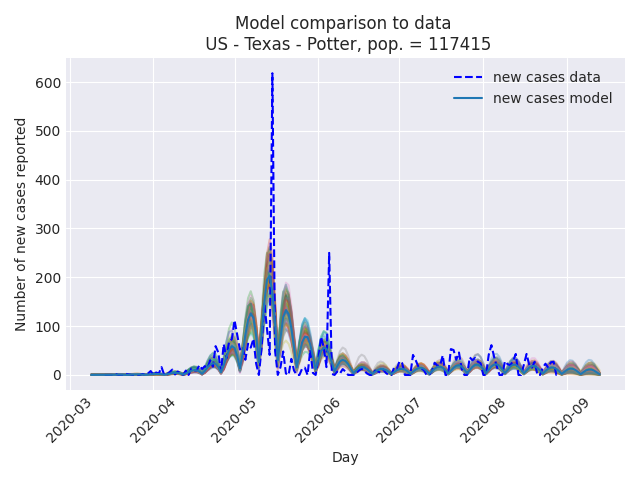 Model comparison to data
US - Texas - Potter, pop. = 117415
new cases data
new cases model
Number of new cases reported
600
500
400
300
200
100
0
2020-03
2020-04
2020-05
2020-06
2020-07
2020-08
2020-09
Day